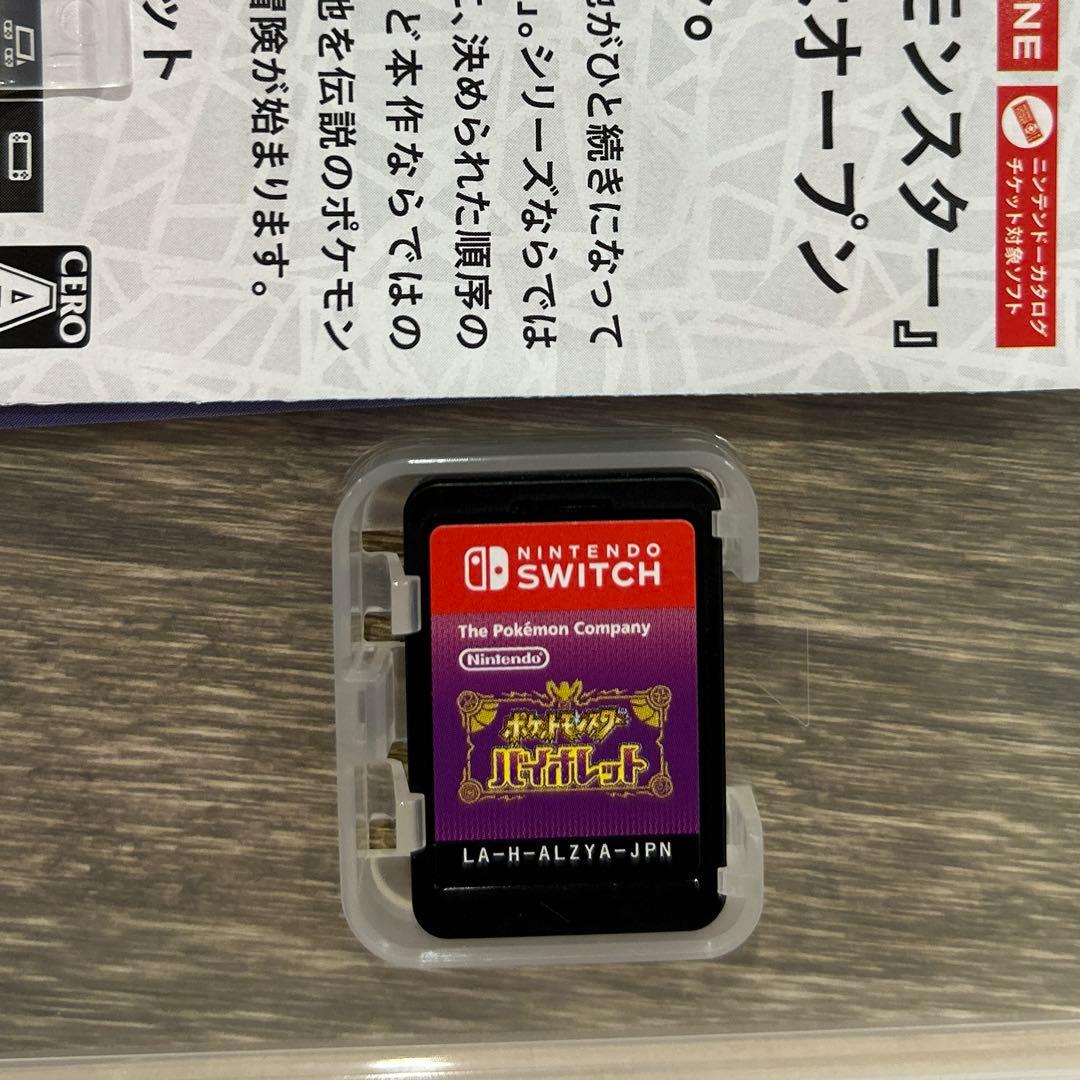 NE
ニンテンドーカタログ
チケット対象ソフト
モンスター』
オープン
。
がひと続きになって
」。シリーズならでは
、決められた順序の
ど本作ならではの
地を伝説のポケモン
冒険が始まります。
ット
CERO
A
NINTENDO
SWITCH
The Pokémon Company
Nintendo
ポケットモンスター
バイオレット
LA-H-ALZYA-JPN